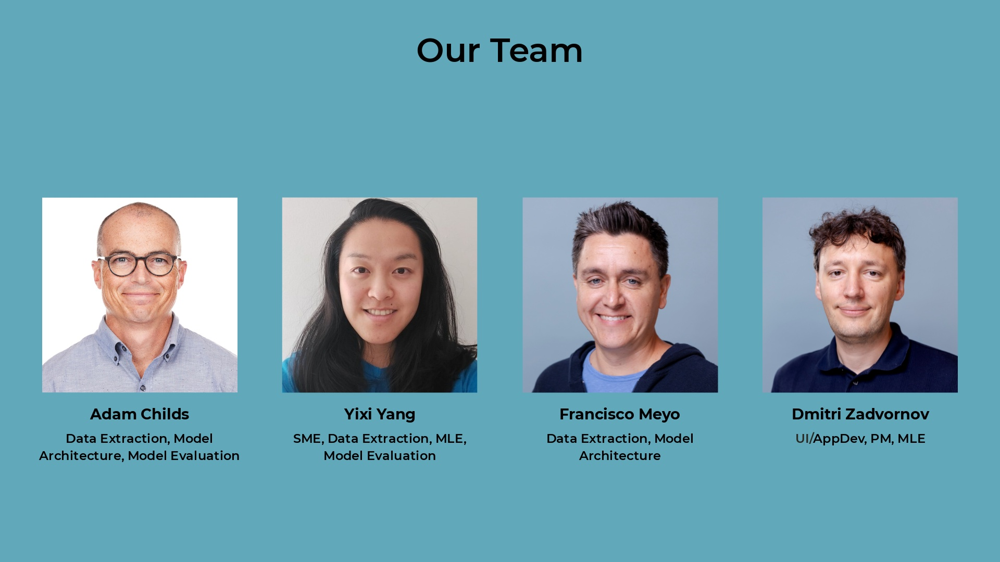 Our Team
Adam Childs
Data Extraction, Model
Architecture, Model Evaluation
Yixi Yang
SME, Data Extraction, MLE,
Model Evaluation
Francisco Meyo
Data Extraction, Model
Architecture
Dmitri Zadvornov
UI/AppDev, PM, MLE